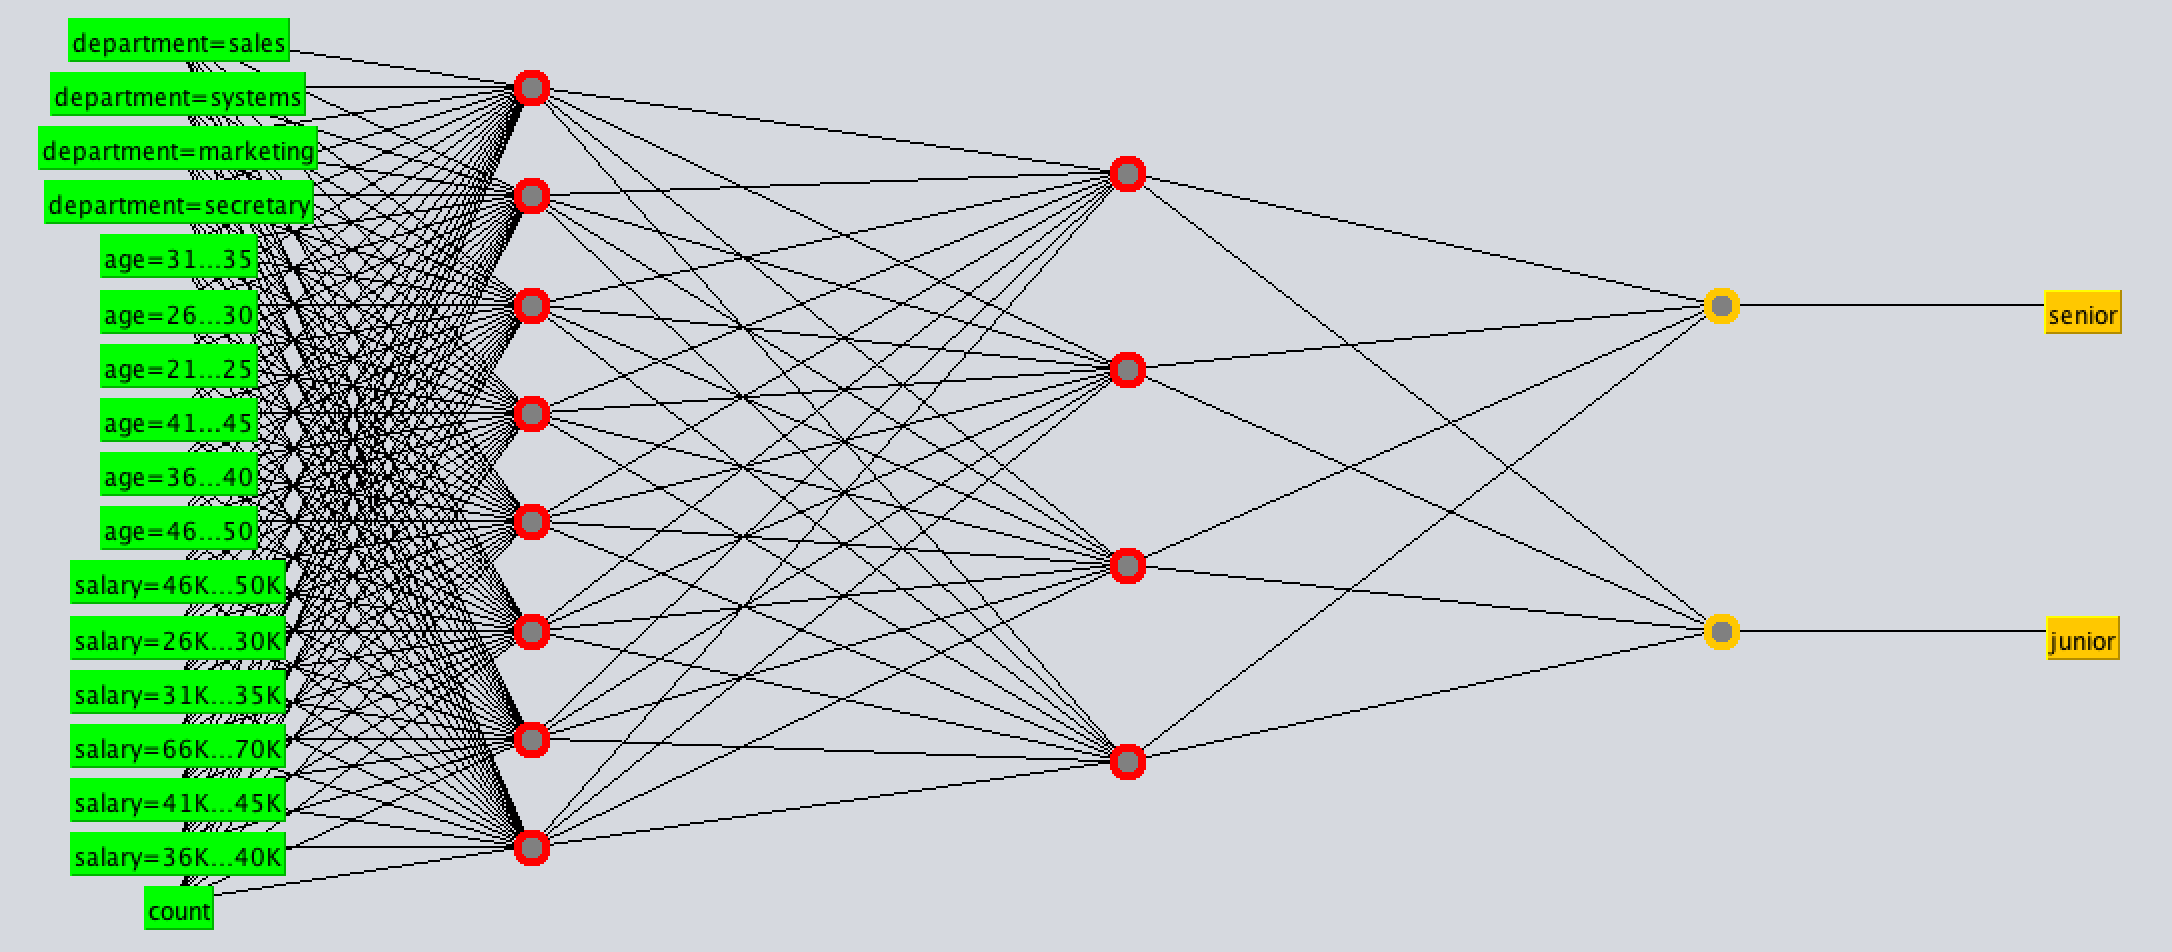 department=sales
department=systems
department=marketing
department=secretary
age=31...35
age=26...30
age=21...25
age=41...45
age=36...40
age=46...50
salary=46K...50K
salary=26K...30K
salary=31K...35K
salary=66K...70K
salary=41K...45K
salary=36K...40K
count
senior
junior